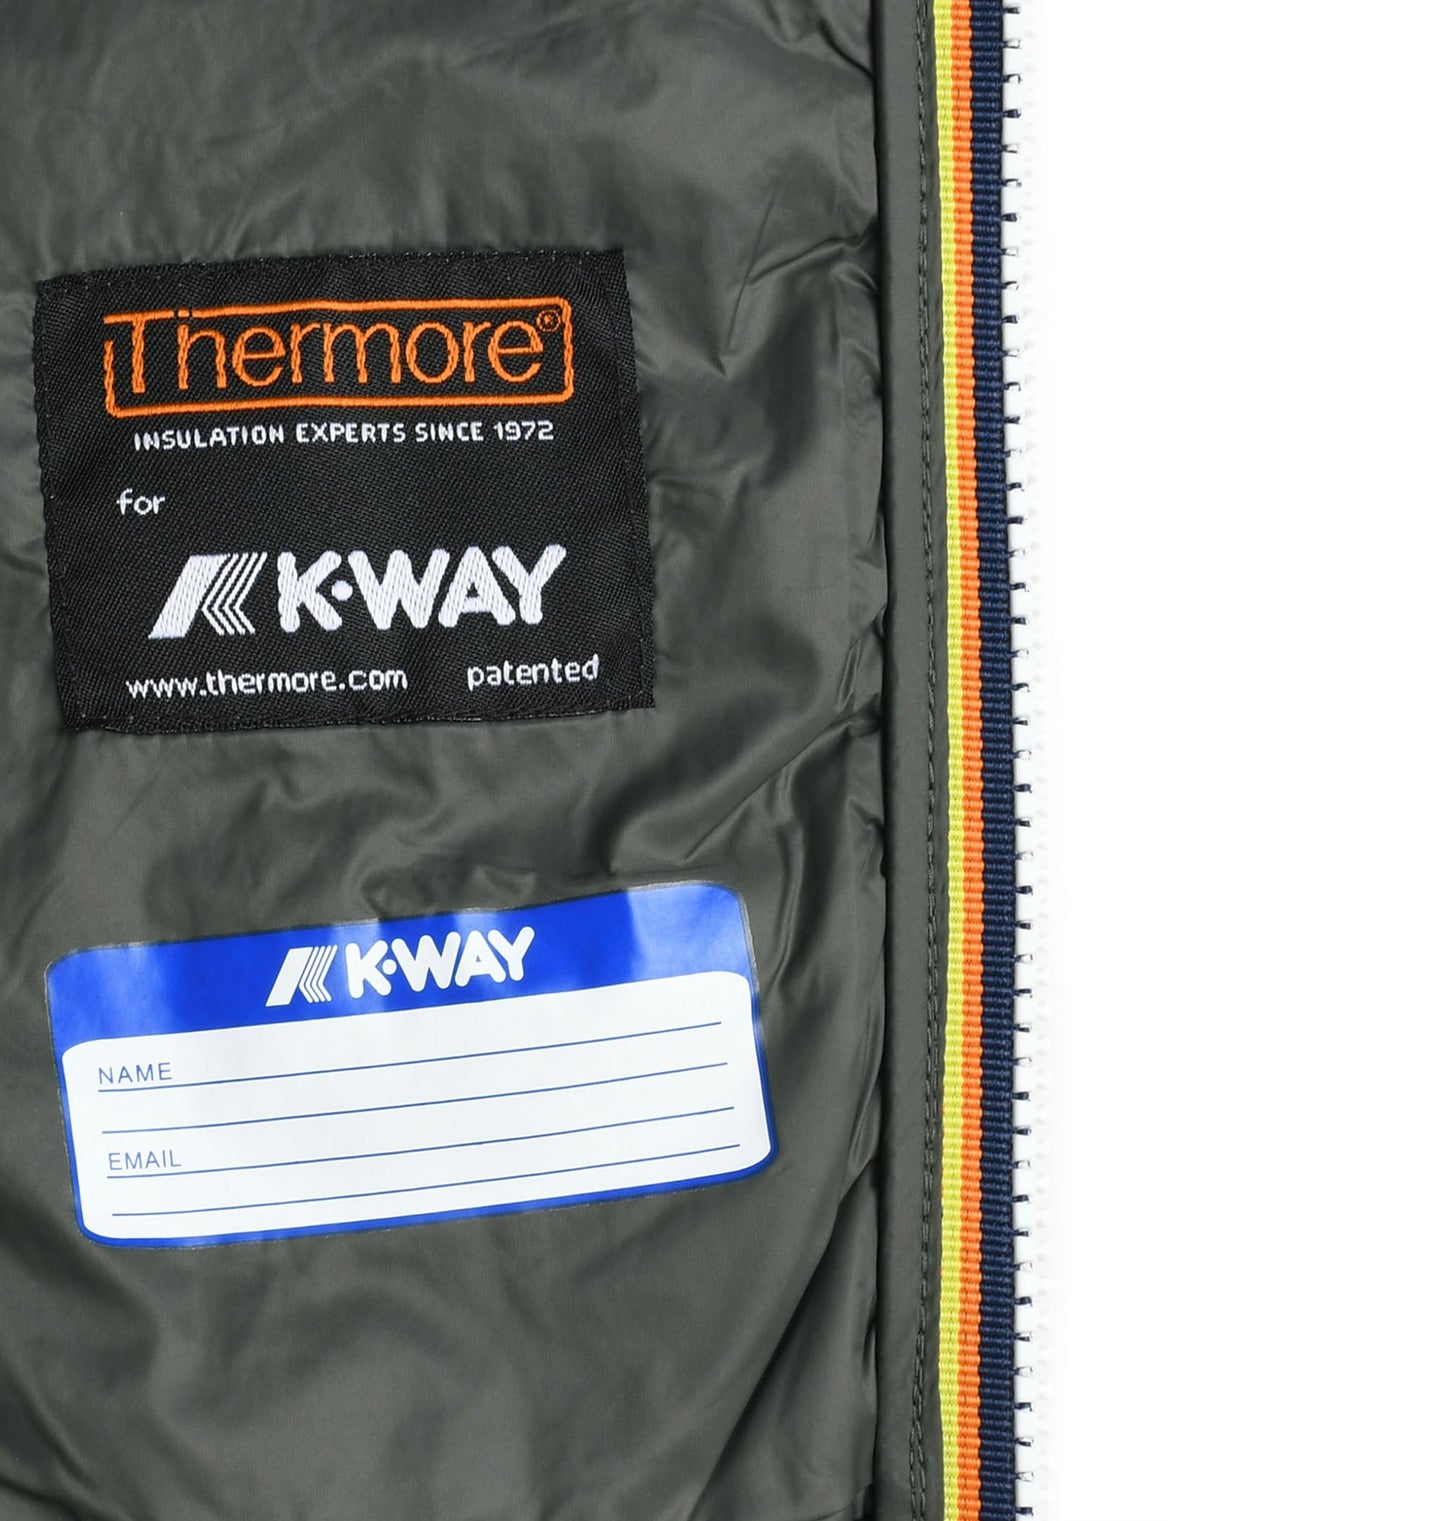 Thermore®
INSULATION EXPERTS SINCE 1972
for
K·WAY
www.thermore.com patented
K·WAY
NAME
EMAIL